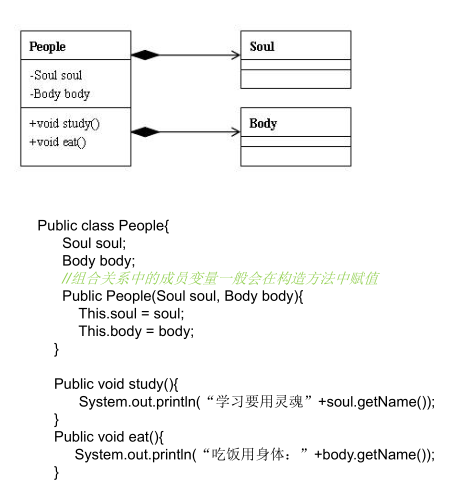 People
-Soul soul
-Body body
+void study()
+void eat()
Soul
Body
Public class People{
Soul soul;
Body body;
//组合关系中的成员变量一般会在构造方法中赋值
Public People(Soul soul, Body body){
This.soul = soul;
This.body = body;
}
Public void study(){
System.out.println(“学习要用灵魂”+soul.getName());
}
Public void eat(){
System.out.println(“吃饭用身体：”+body.getName());
}